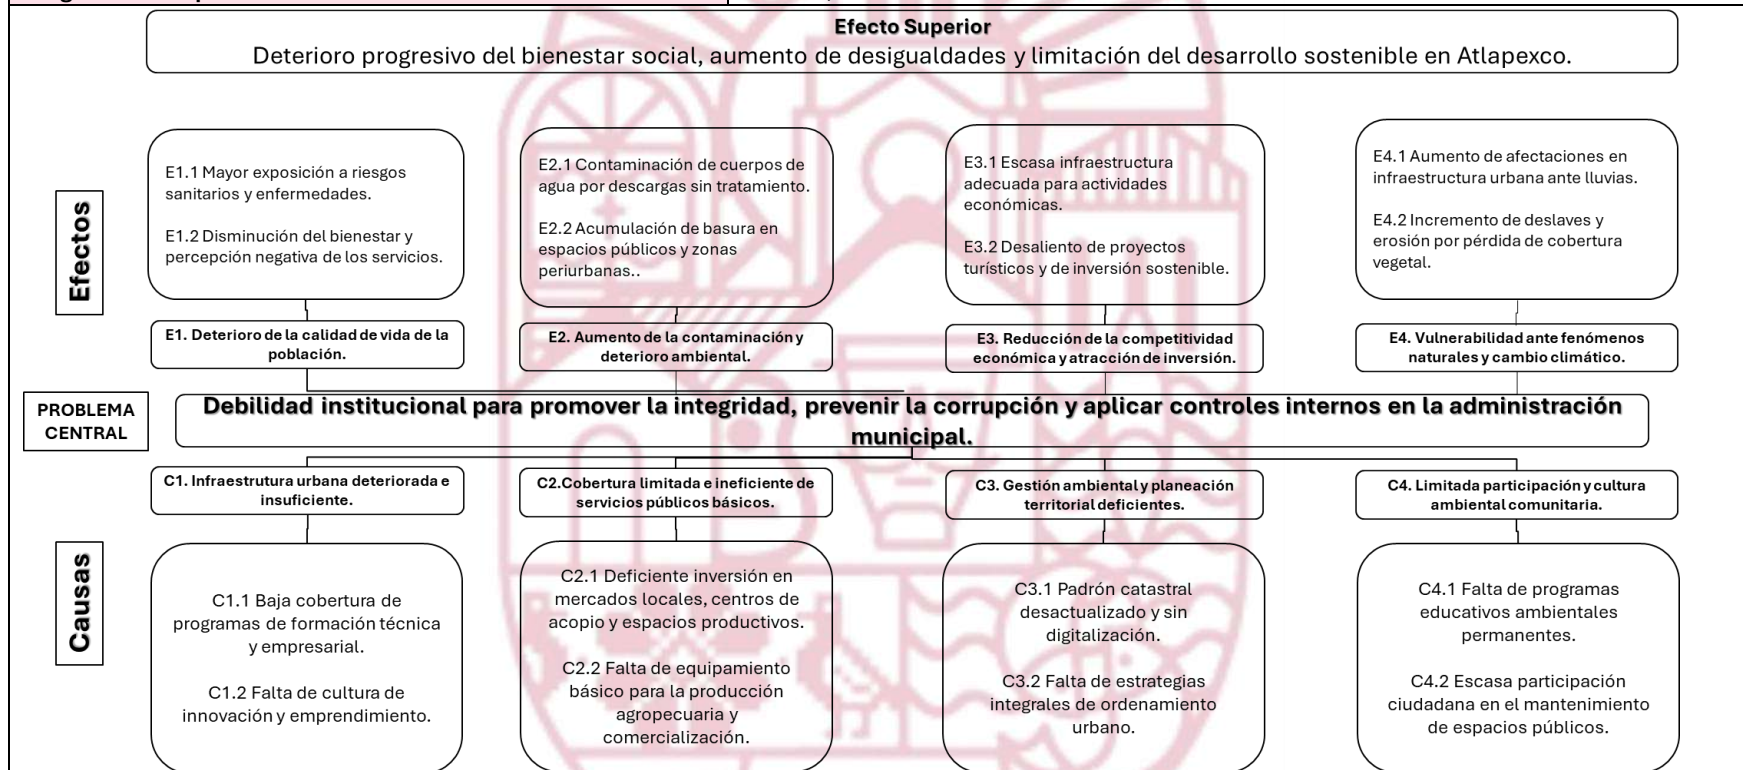 Efecto Superior
Deterioro progresivo del bienestar social, aumento de desigualdades y limitación del desarrollo sostenible en Atlapexco.
Efectos
E1.1 Mayor exposición a riesgos
sanitarios y enfermedades.
E1.2 Disminución del bienestar y
percepción negativa de los servicios.
E2.1 Contaminación de cuerpos de
agua por descargas sin tratamiento.
E2.2 Acumulación de basura en
espacios públicos y zonas
periurbanas..
E3.1 Escasa infraestructura
adecuada para actividades
económicas.
E3.2 Desaliento de proyectos
turísticos y de inversión sostenible.
E4.1 Aumento de afectaciones en
infraestructura urbana ante lluvias.
E4.2 Incremento de deslaves y
erosión por pérdida de cobertura
vegetal.
E1. Deterioro de la calidad de vida de la
población.
E2. Aumento de la contaminación y
deterioro ambiental.
E3. Reducción de la competitividad
económica y atracción de inversión.
E4. Vulnerabilidad ante fenómenos
naturales y cambio climático.
PROBLEMA
CENTRAL
Debilidad institucional para promover la integridad, prevenir la corrupción y aplicar controles internos en la administración
municipal.
C1. Infraestrutura urbana deteriorada e
insuficiente.
C2.Cobertura limitada e ineficiente de
servicios públicos básicos.
C3. Gestión ambiental y planeación
territorial deficientes.
C4. Limitada participación y cultura
ambiental comunitaria.
Causas
C1.1 Baja cobertura de
programas de formación técnica
y empresarial.
C1.2 Falta de cultura de
innovación y emprendimiento.
C2.1 Deficiente inversión en
mercados locales, centros de
acopio y espacios productivos.
C2.2 Falta de equipamiento
básico para la producción
agropecuaria y
comercialización.
C3.1 Padrón catastral
desactualizado y sin
digitalización.
C3.2 Falta de estrategias
integrales de ordenamiento
urbano.
C4.1 Falta de programas
educativos ambientales
permanentes.
C4.2 Escasa participación
ciudadana en el mantenimiento
de espacios públicos.